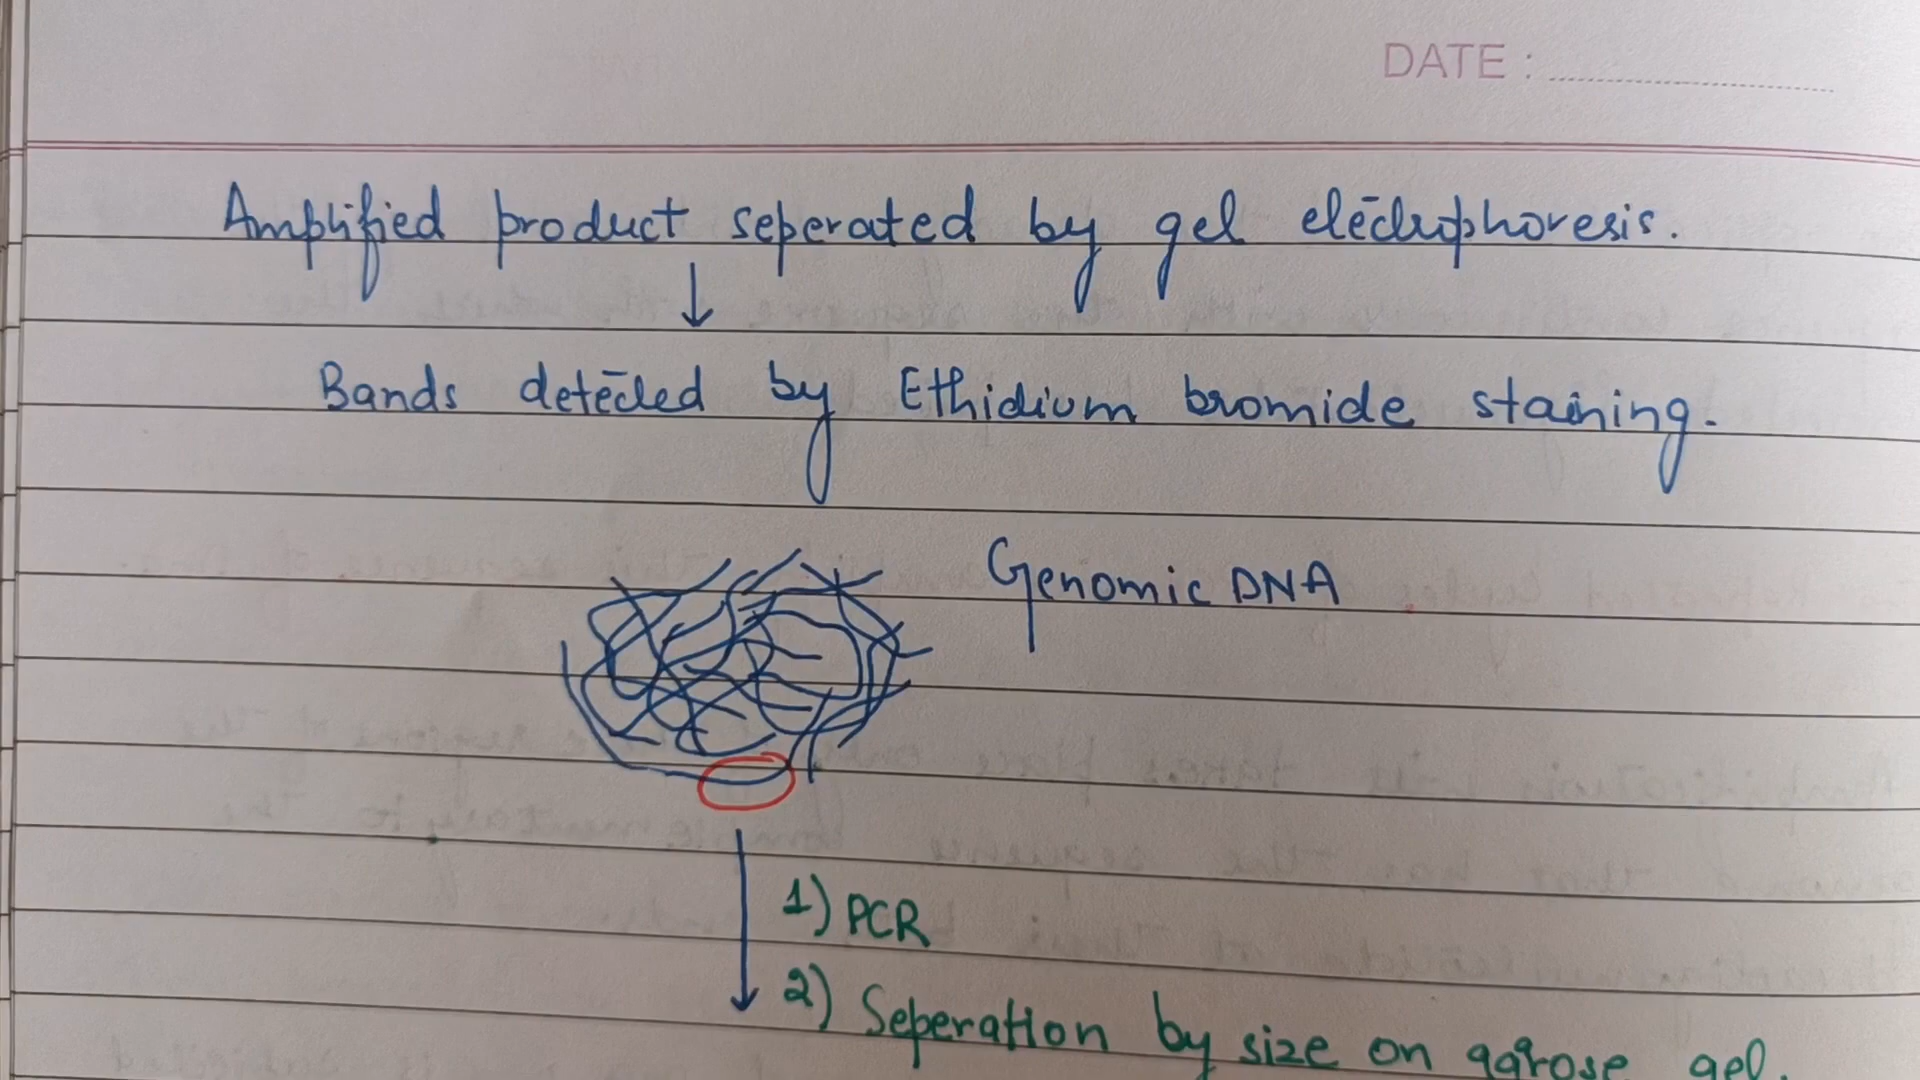 DATE :
Amplified product seperated by gel electrophoresis.
Bands detected by Ethidium bromide staining.
Genomic DNA
1) PCR
2) Seperation by size on agarose gel.